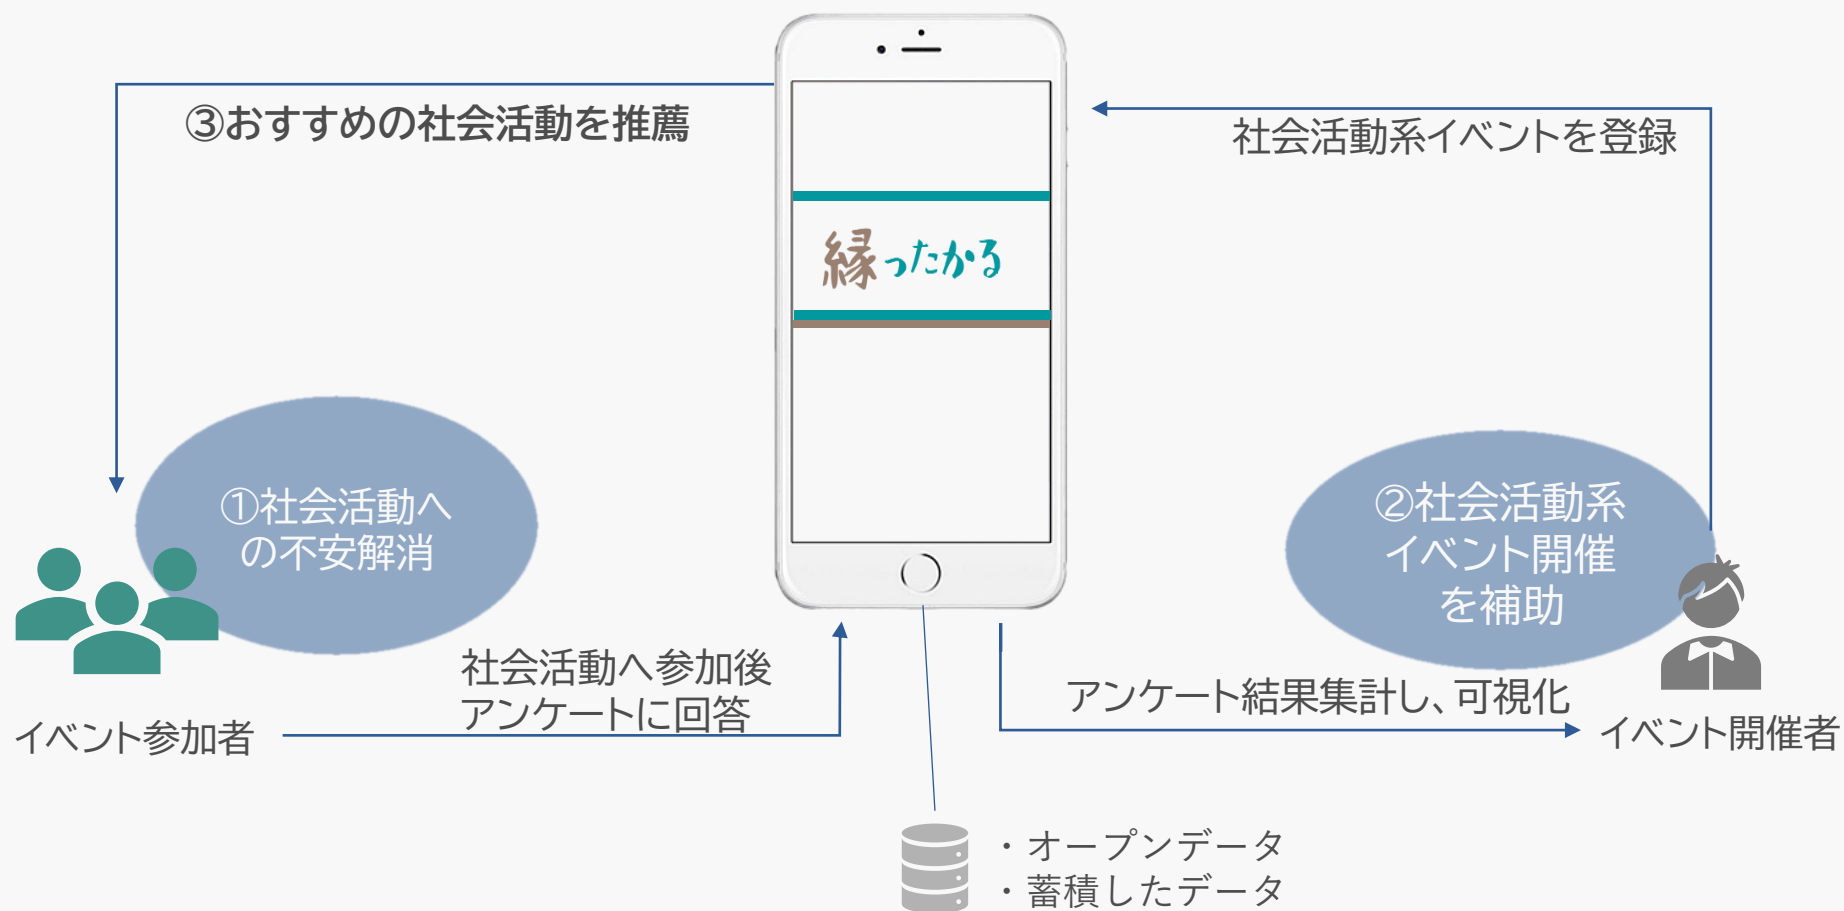 ③おすすめの社会活動を推薦
社会活動系イベントを登録
縁ったかる
①社会活動へ
の不安解消
②社会活動系
イベント開催
を補助
社会活動へ参加後
アンケートに回答
アンケート結果集計し、可視化
イベント参加者
イベント開催者
・オープンデータ
・蓄積したデータ